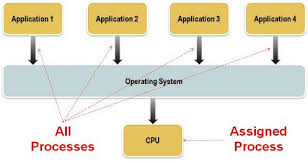 Application 1 Application 2 Application 3 Application 4
Operating System
All
Processes
CPU
Assigned
Process